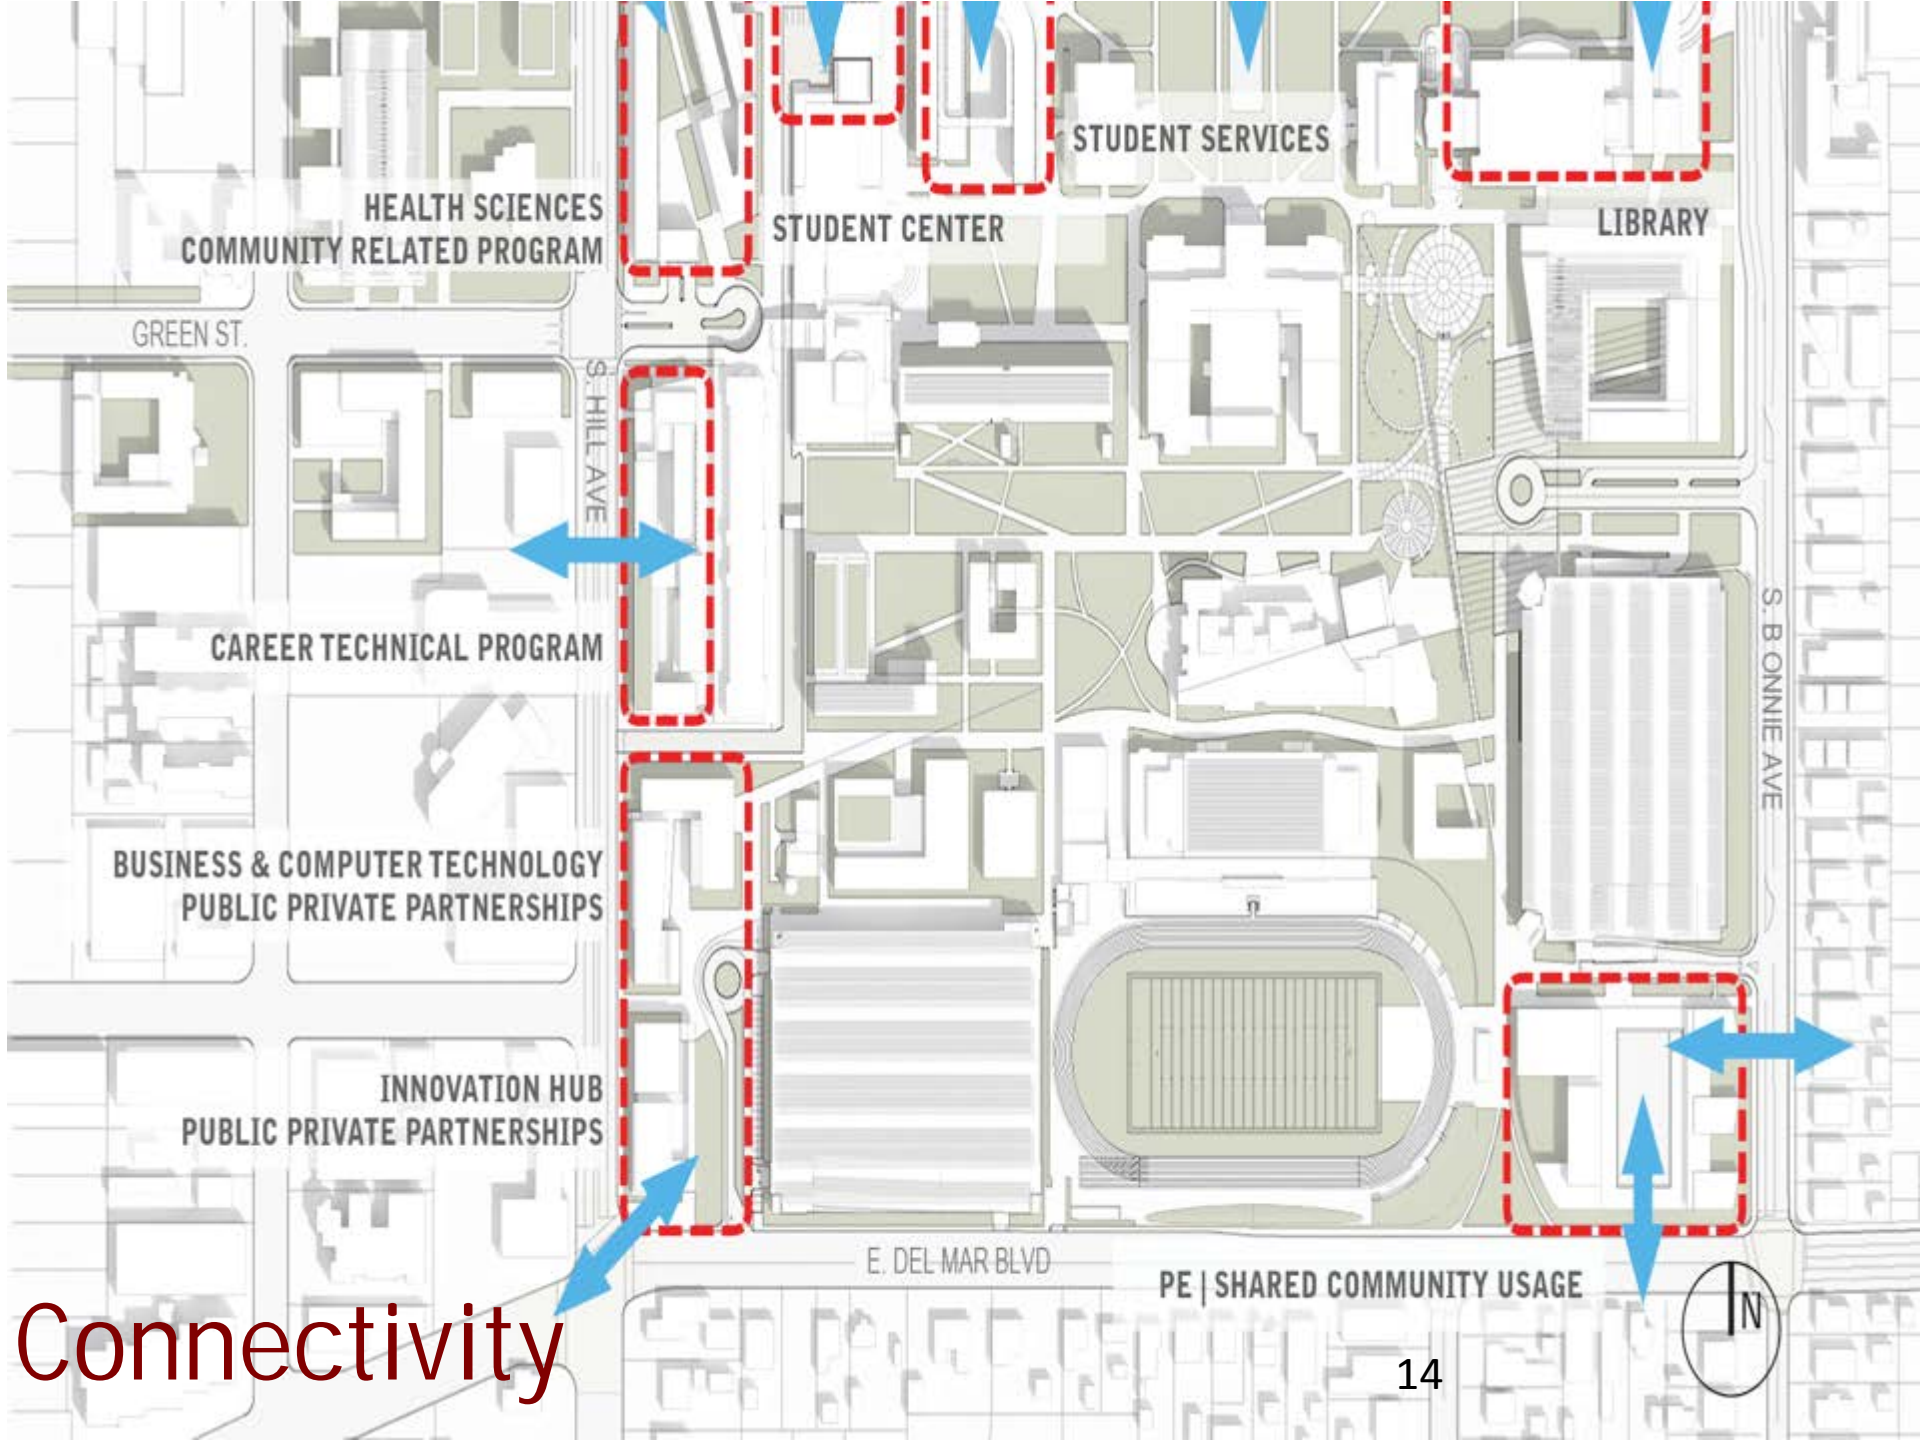 STUDENT SERVICES
HEALTH SCIENCES
COMMUNITY RELATED PROGRAM
STUDENT CENTER
LIBRARY
GREEN ST.
S. HILL AVE
CAREER TECHNICAL PROGRAM
S. BONNIE AVE
BUSINESS & COMPUTER TECHNOLOGY
PUBLIC PRIVATE PARTNERSHIPS
INNOVATION HUB
PUBLIC PRIVATE PARTNERSHIPS
E. DEL MAR BLVD
PE | SHARED COMMUNITY USAGE
N
Connectivity
14